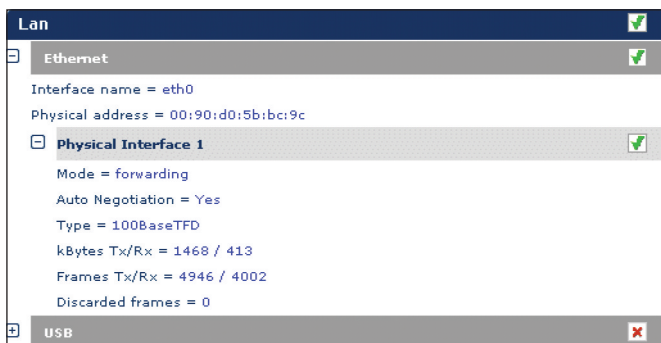 Lan
Ethernet
Interface name = eth0
Physical address = 00:90:d0:5b:bc:9c
Physical Interface 1
Mode = forwarding
Auto Negotiation = Yes
Type = 100BaseTFD
kBytes Tx/Rx = 1468 / 413
Frames Tx/Rx = 4946 / 4002
Discarded frames = 0
USB